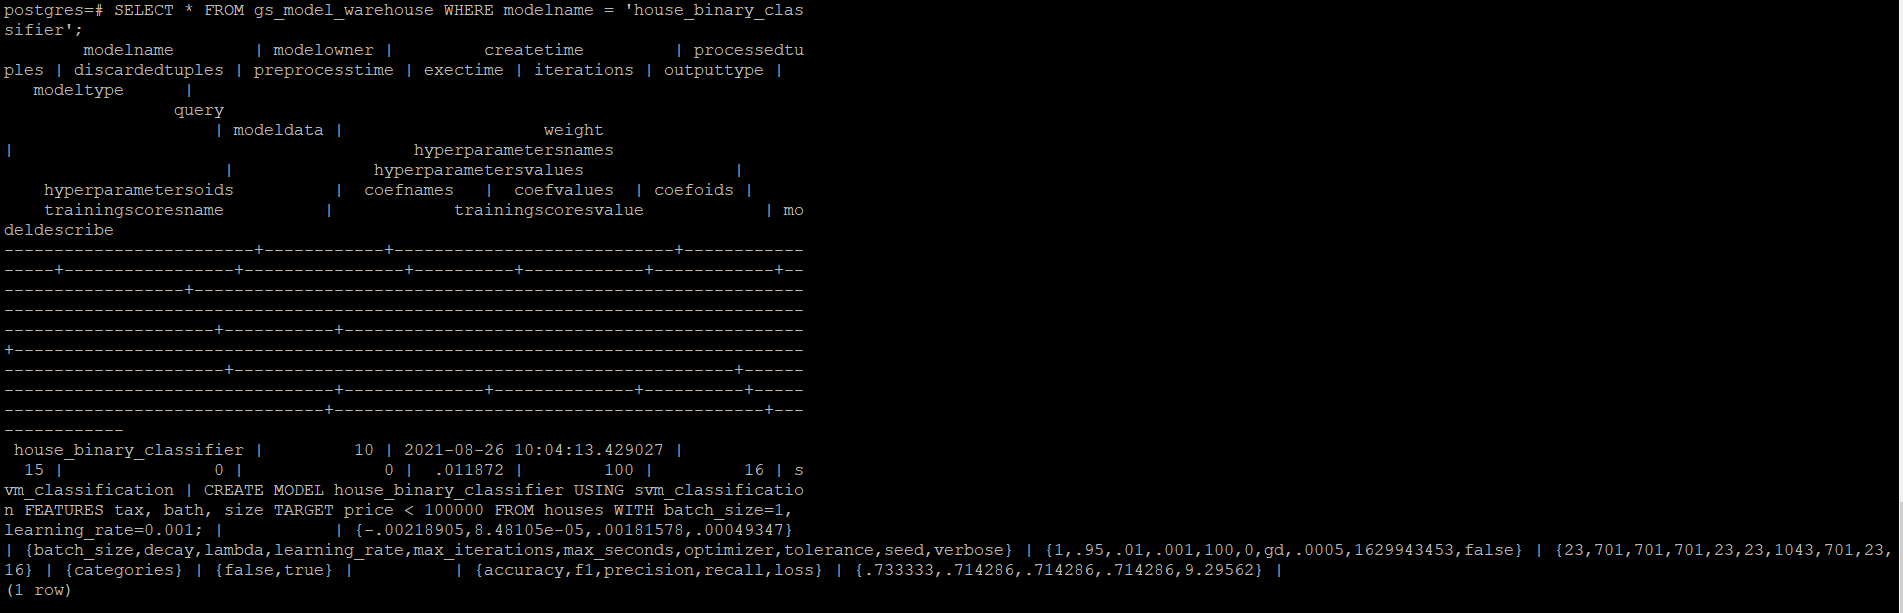 postgres=# SELECT * FROM gs_model_warehouse WHERE modelname = 'house_binary_clas
sifier';
        modelname        | modelowner |         createtime         | processedtu
ples | discardedtuples | preprocesstime | exectime | iterations | outputtype |
   modeltype      |
                 query
                     | modeldata |                    weight
|                                        hyperparametersnames
                      |              hyperparametersvalues               |
    hyperparametersoids          |  coefnames   |  coefvalues  | coefoids |
    trainingscoresname          |            trainingscoresvalue            | mo
deldescribe
-------------------------+------------+----------------------------+------------
-----+-----------------+----------------+----------+------------+------------+--
------------------+-------------------------------------------------------------
--------------------------------------------------------------------------------
---------------------+-----------+----------------------------------------------
+-------------------------------------------------------------------------------
----------------------+--------------------------------------------------+------
---------------------------------+--------------+--------------+----------+-----
--------------------------------+-------------------------------------------+---
------------
 house_binary_classifier |         10 | 2021-08-26 10:04:13.429027 |
  15 |               0 |              0 |  .011872 |        100 |         16 | s
vm_classification | CREATE MODEL house_binary_classifier USING svm_classificatio
n FEATURES tax, bath, size TARGET price < 100000 FROM houses WITH batch_size=1,
learning_rate=0.001; |           | {-.00218905,8.48105e-05,.00181578,.00049347}
| {batch_size,decay,lambda,learning_rate,max_iterations,max_seconds,optimizer,tolerance,seed,verbose} | {1,.95,.01,.001,100,0,gd,.0005,1629943453,false} | {23,701,701,701,23,23,1043,701,23,
16} | {categories} | {false,true} |          | {accuracy,f1,precision,recall,loss} | {.733333,.714286,.714286,.714286,9.29562} |
(1 row)